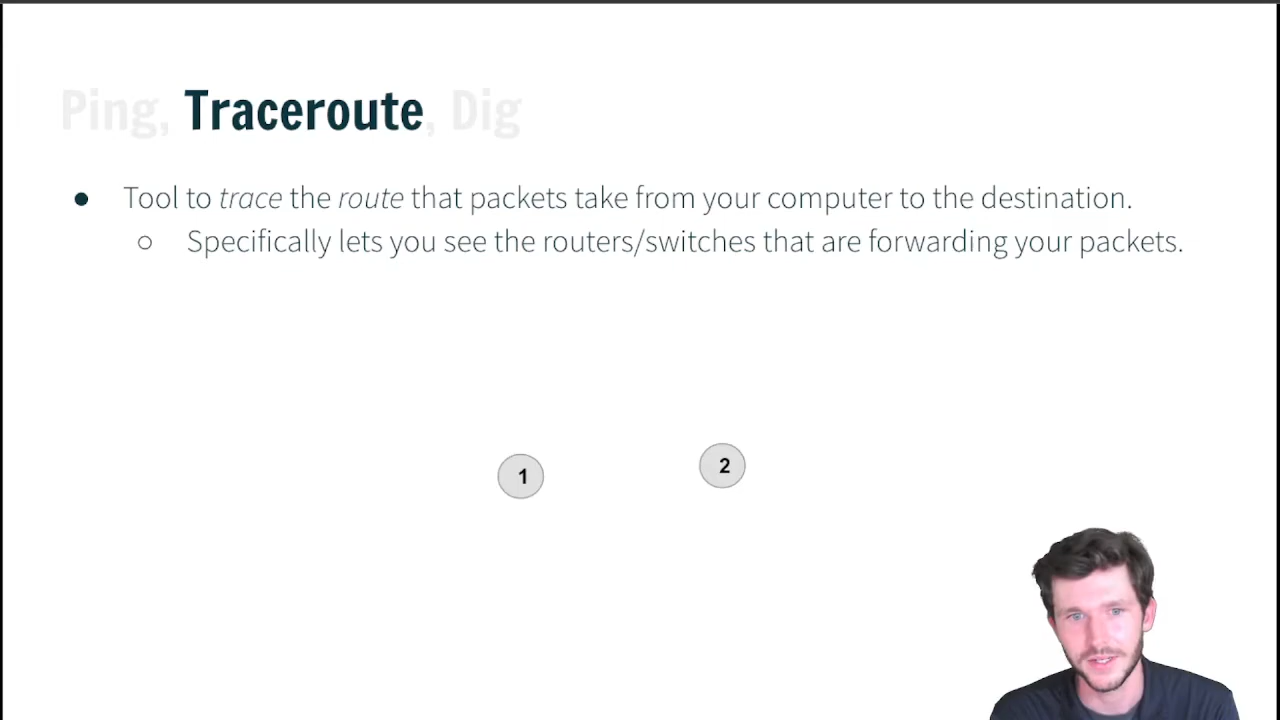 Ping, Traceroute, Dig
● Tool to trace the route that packets take from your computer to the destination.
○ Specifically lets you see the routers/switches that are forwarding your packets.
1
2